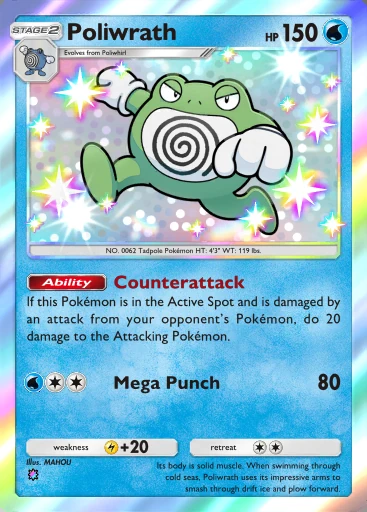 STAGE 2 Poliwrath HP 150
Evolves from Poliwhirl
NO. 0062 Tadpole Pokémon HT: 4'3" WT: 119 lbs.
Ability Counterattack
If this Pokémon is in the Active Spot and is damaged by
an attack from your opponent's Pokémon, do 20
damage to the Attacking Pokémon.
Mega Punch 80
weakness +20 retreat
Illus. MAHOU
Its body is solid muscle. When swimming through
cold seas, Poliwrath uses its impressive arms to
smash through drift ice and plow forward.